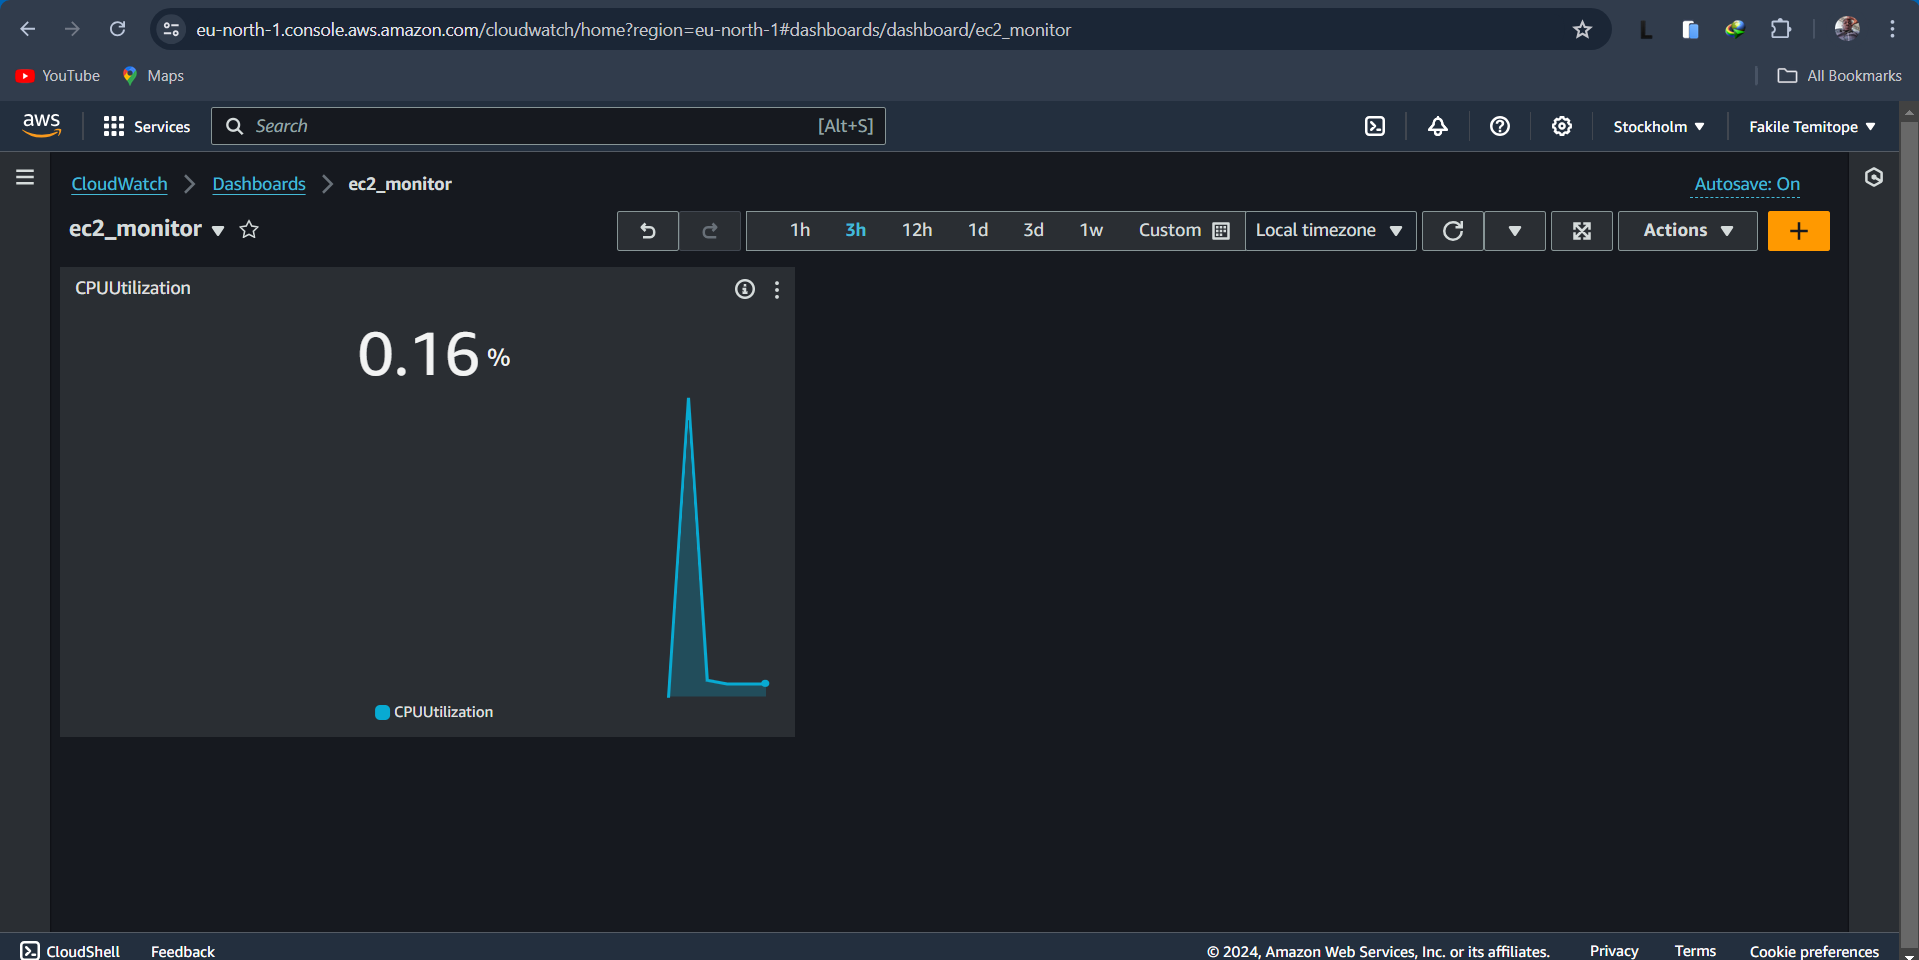 eu-north-1.console.aws.amazon.com/cloudwatch/home?region=eu-north-1#dashboards/dashboard/ec2_monitor
YouTube Maps All Bookmarks
aws Services Search [Alt+S] Stockholm Fakile Temitope
CloudWatch Dashboards ec2_monitor Autosave: On
ec2_monitor 1h 3h 12h 1d 3d 1w Custom Local timezone Actions
CPUUtilization
0.16 %
CPUUtilization
CloudShell Feedback © 2024, Amazon Web Services, Inc. or its affiliates. Privacy Terms Cookie preferences